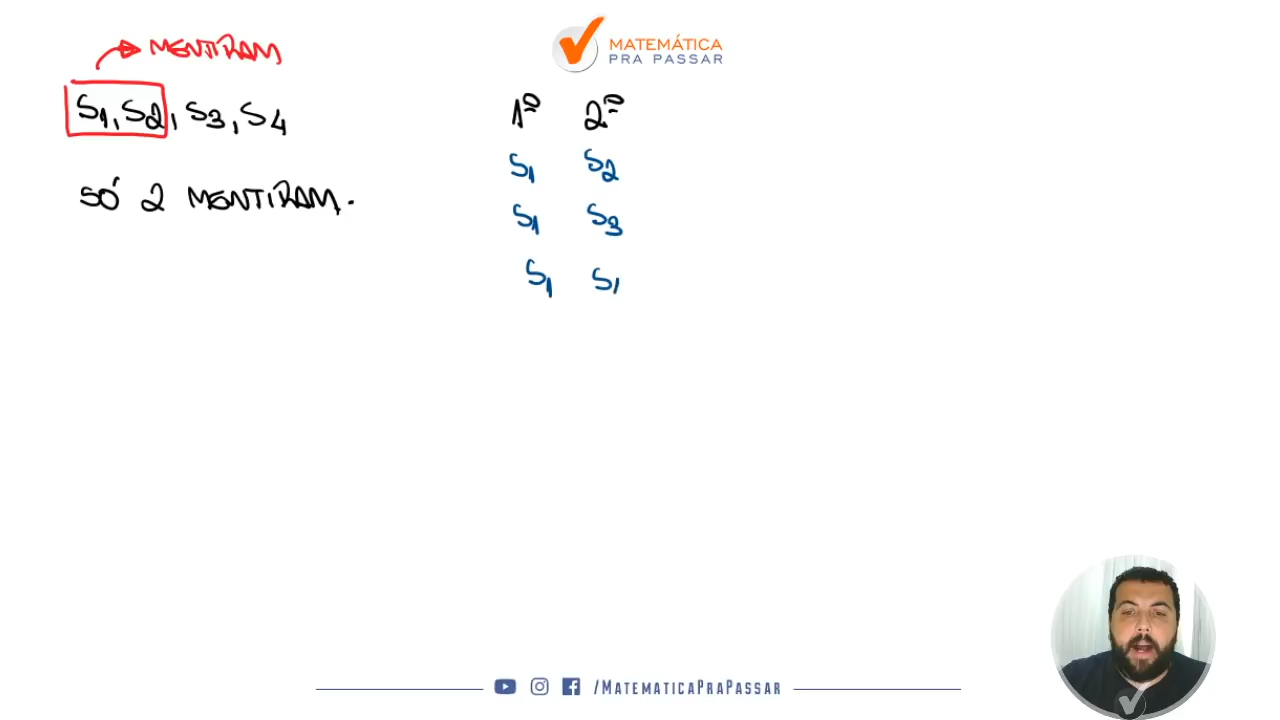 MENTIRAM
S1, S2, S3, S4
SÓ 2 MENTIRAM.
MATEMÁTICA
PRA PASSAR
1º 2º
S1 S2
S1 S3
S1 S
/MATEMATICAPRAPASSAR